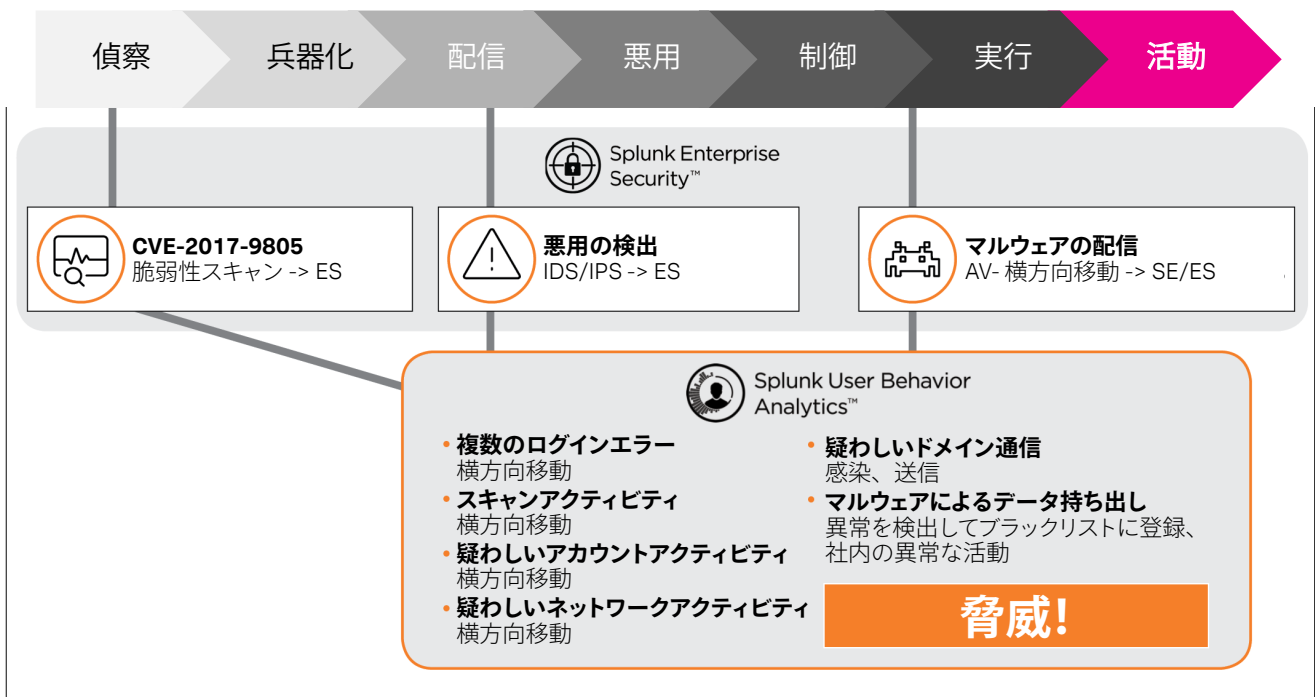 偵察
兵器化
配信
悪用
制御
実行
活動
Splunk Enterprise
Security™
CVE-2017-9805
脆弱性スキャン -> ES
悪用の検出
IDS/IPS -> ES
マルウェアの配信
AV- 横方向移動 -> SE/ES
Splunk User Behavior
Analytics™
・複数のログインエラー
横方向移動
・スキャンアクティビティ
横方向移動
・疑わしいアカウントアクティビティ
横方向移動
・疑わしいネットワークアクティビティ
横方向移動
・疑わしいドメイン通信
感染、送信
・マルウェアによるデータ持ち出し
異常を検出してブラックリストに登録、
社内の異常な活動
脅威!